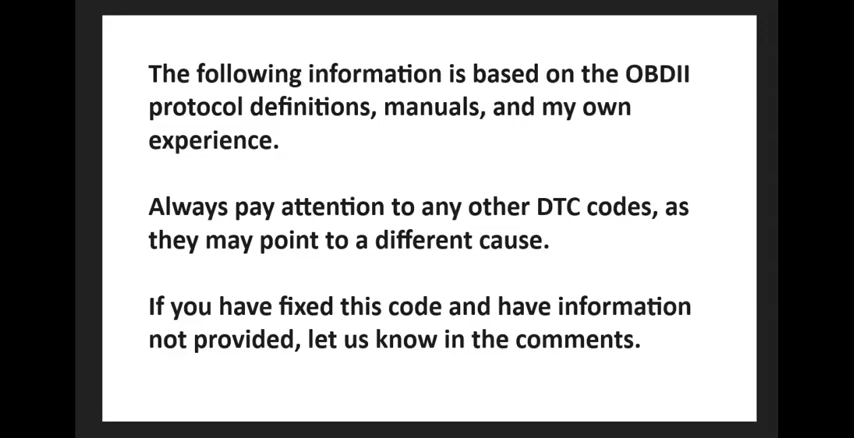 The following information is based on the OBDII
protocol definitions, manuals, and my own
experience.
Always pay attention to any other DTC codes, as
they may point to a different cause.
If you have fixed this code and have information
not provided, let us know in the comments.